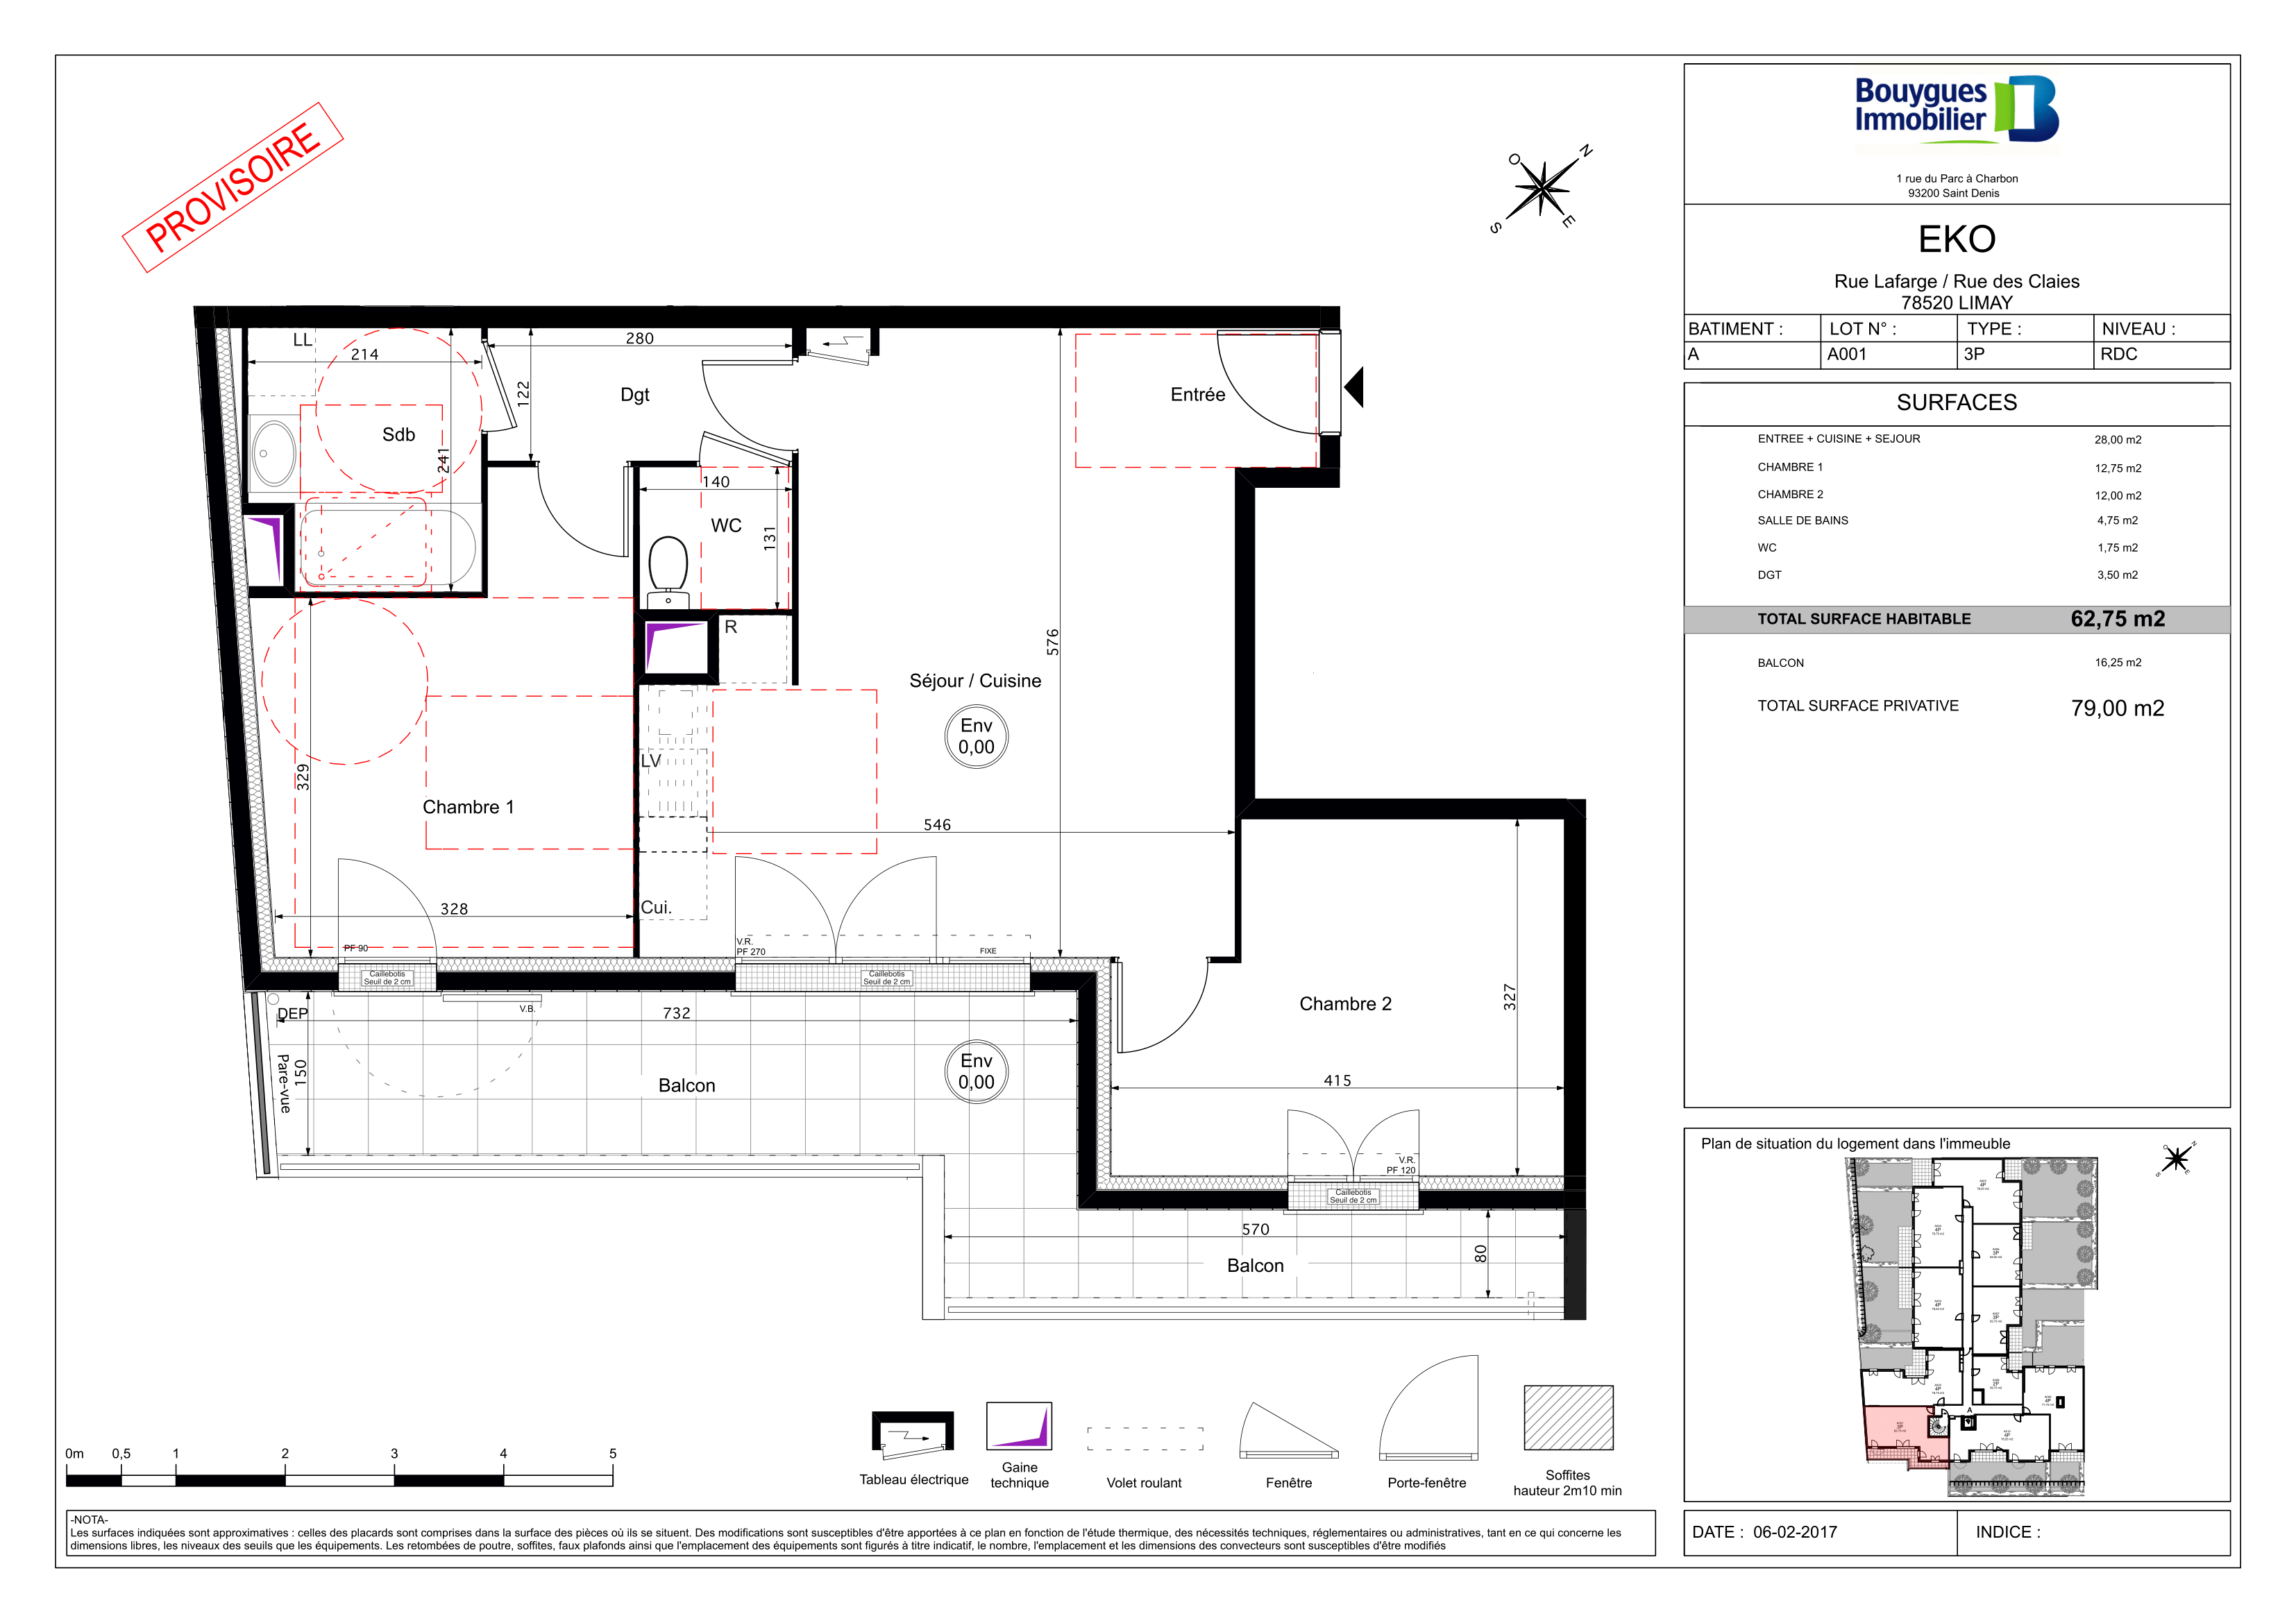 PROVISOIRE
O
N
S
E
LL
214
280
122
Dgt
Entrée
Sdb
241
140
WC
131
R
576
Séjour / Cuisine
Env
0,00
LV
329
Chambre 1
546
328
Cui.
PF 90
V.R.
PF 270
FIXE
Caillebotis
Seuil de 2 cm
Caillebotis
Seuil de 2 cm
DEP
V.B.
732
Pare-vue
150
Balcon
Env
0,00
Chambre 2
327
415
V.R.
PF 120
Caillebotis
Seuil de 2 cm
570
Balcon
80
0m 0,5 1 2 3 4 5
Tableau électrique
Gaine
technique
Volet roulant
Fenêtre
Porte-fenêtre
Soffites
hauteur 2m10 min
-NOTA-
Les surfaces indiquées sont approximatives : celles des placards sont comprises dans la surface des pièces où ils se situent. Des modifications sont susceptibles d'être apportées à ce plan en fonction de l'étude thermique, des nécessités techniques, réglementaires ou administratives, tant en ce qui concerne les
dimensions libres, les niveaux des seuils que les équipements. Les retombées de poutre, soffites, faux plafonds ainsi que l'emplacement des équipements sont figurés à titre indicatif, le nombre, l'emplacement et les dimensions des convecteurs sont susceptibles d'être modifiés
Bouygues
Immobilier
1 rue du Parc à Charbon
93200 Saint Denis
EKO
Rue Lafarge / Rue des Claies
78520 LIMAY
BATIMENT : LOT N° : TYPE : NIVEAU :
A A001 3P RDC
SURFACES
ENTREE + CUISINE + SEJOUR 28,00 m2
CHAMBRE 1 12,75 m2
CHAMBRE 2 12,00 m2
SALLE DE BAINS 4,75 m2
WC 1,75 m2
DGT 3,50 m2
TOTAL SURFACE HABITABLE 62,75 m2
BALCON 16,25 m2
TOTAL SURFACE PRIVATIVE 79,00 m2
Plan de situation du logement dans l'immeuble
O
N
S
E
4P
4P
3P
4P
3P
4P
2P
4P
3P
A
4P
DATE : 06-02-2017
INDICE :